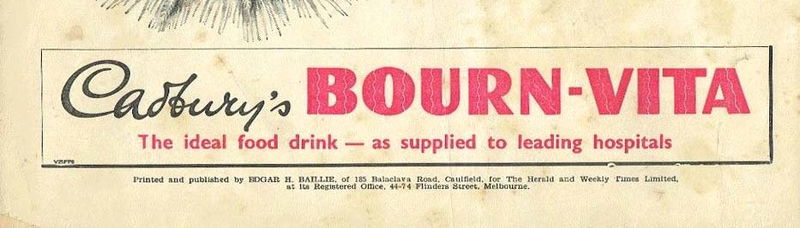 Cadbury's BOURN-VITA
The ideal food drink — as supplied to leading hospitals
V25FP6
Printed and published by EDGAR H. BAILLIE, of 185 Balaclava Road, Caulfield, for The Herald and Weekly Times Limited,
at its Registered Office, 44-74 Flinders Street, Melbourne.